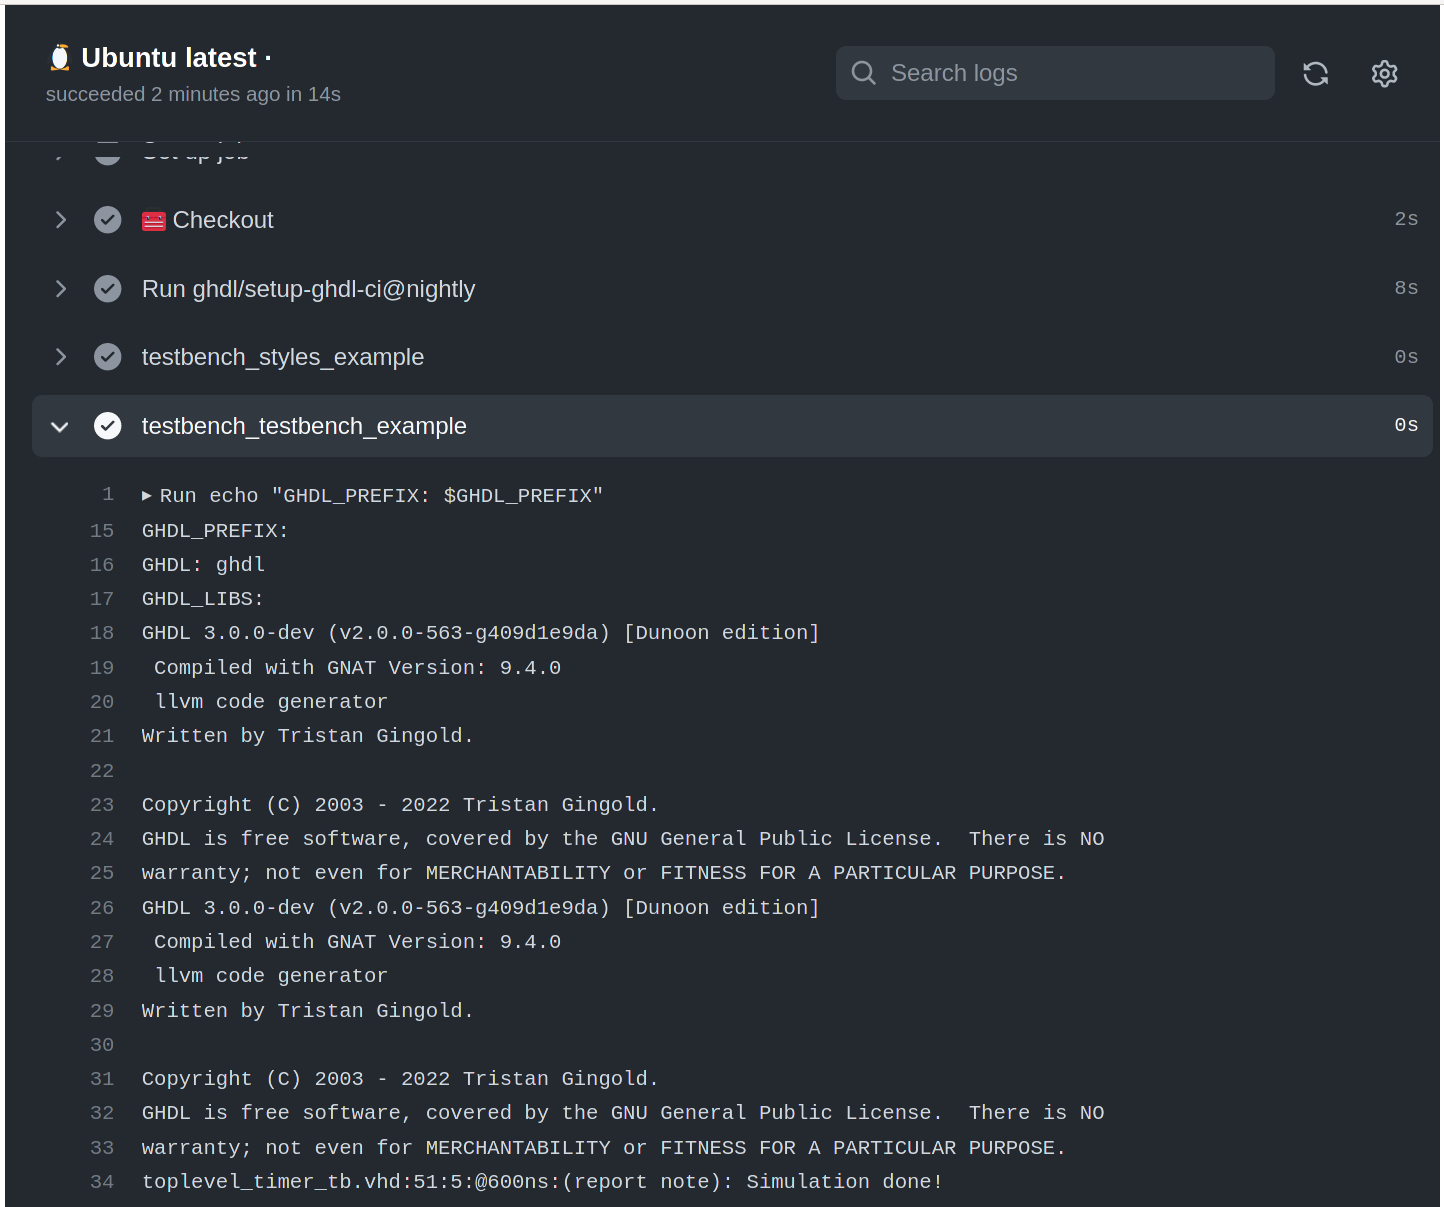 Ubuntu latest ·
succeeded 2 minutes ago in 14s
Search logs
Set up job
Checkout 2s
Run ghdl/setup-ghdl-ci@nightly 8s
testbench_styles_example 0s
testbench_testbench_example 0s
1 Run echo "GHDL_PREFIX: $GHDL_PREFIX"
15 GHDL_PREFIX:
16 GHDL: ghdl
17 GHDL_LIBS:
18 GHDL 3.0.0-dev (v2.0.0-563-g409d1e9da) [Dunoon edition]
19  Compiled with GNAT Version: 9.4.0
20  llvm code generator
21 Written by Tristan Gingold.
22
23 Copyright (C) 2003 - 2022 Tristan Gingold.
24 GHDL is free software, covered by the GNU General Public License.  There is NO
25 warranty; not even for MERCHANTABILITY or FITNESS FOR A PARTICULAR PURPOSE.
26 GHDL 3.0.0-dev (v2.0.0-563-g409d1e9da) [Dunoon edition]
27  Compiled with GNAT Version: 9.4.0
28  llvm code generator
29 Written by Tristan Gingold.
30
31 Copyright (C) 2003 - 2022 Tristan Gingold.
32 GHDL is free software, covered by the GNU General Public License.  There is NO
33 warranty; not even for MERCHANTABILITY or FITNESS FOR A PARTICULAR PURPOSE.
34 toplevel_timer_tb.vhd:51:5:@600ns:(report note): Simulation done!